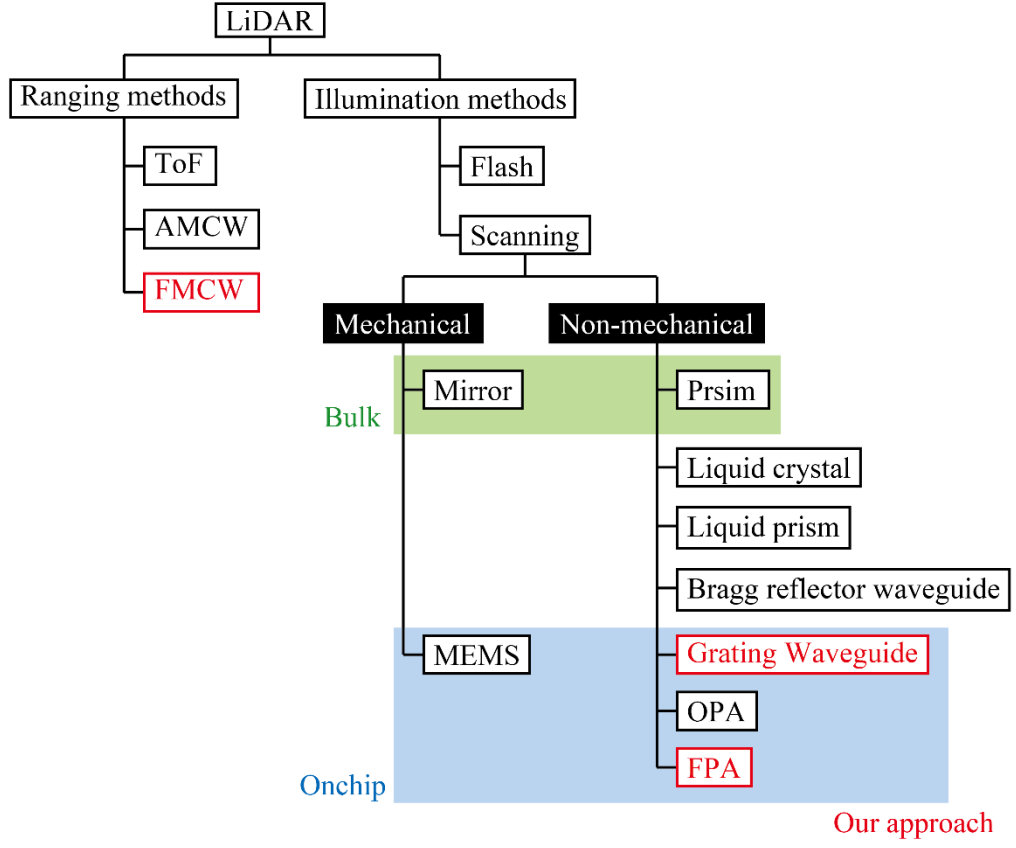 LiDAR
Ranging methods
Illumination methods
ToF
Flash
AMCW
Scanning
FMCW
Mechanical
Non-mechanical
Mirror
Prsim
Bulk
Liquid crystal
Liquid prism
Bragg reflector waveguide
MEMS
Grating Waveguide
OPA
FPA
Onchip
Our approach